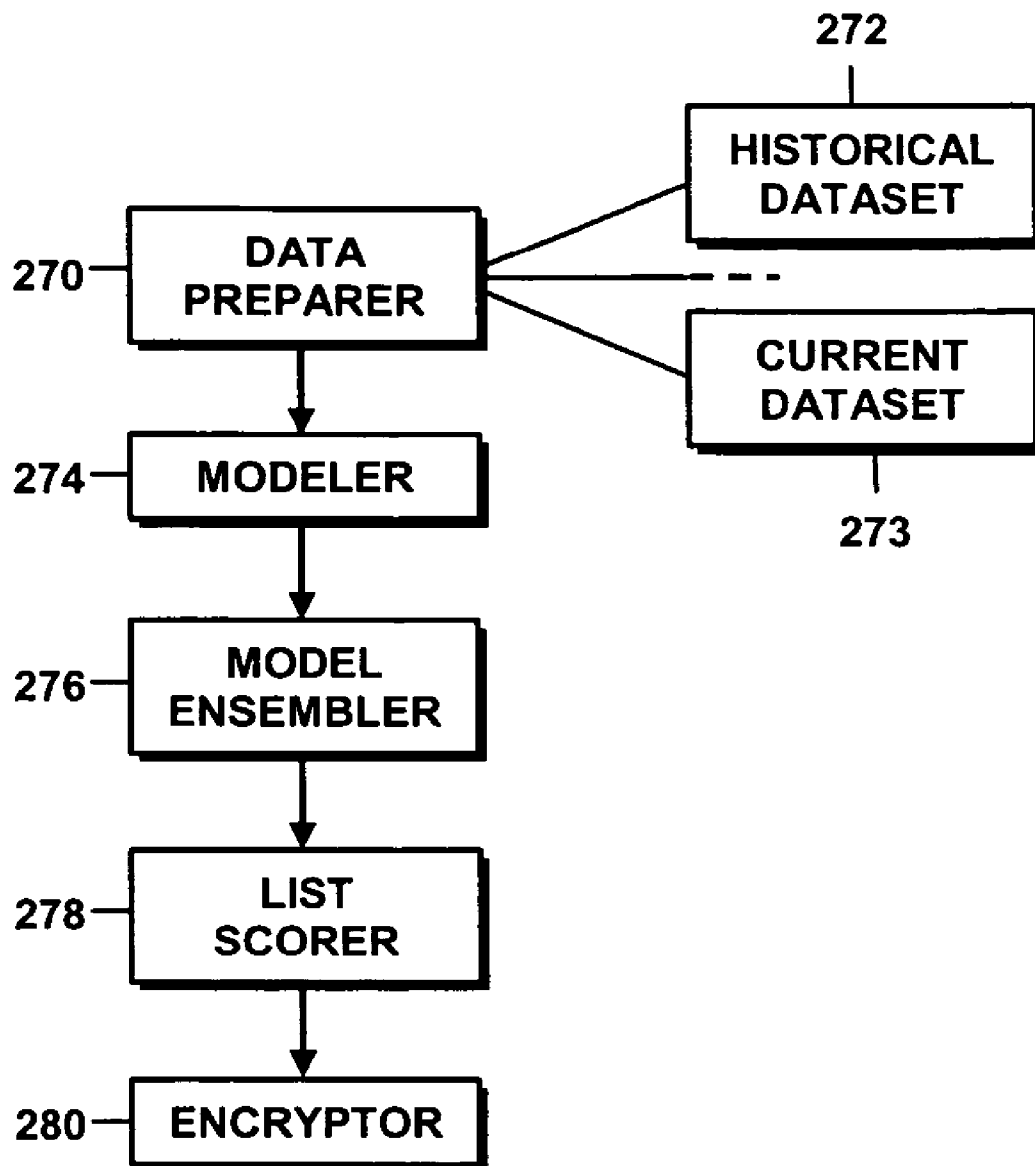 272
HISTORICAL
DATASET
270
DATA
PREPARER
CURRENT
DATASET
273
274
MODELER
276
MODEL
ENSEMBLER
278
LIST
SCORER
280
ENCRYPTOR